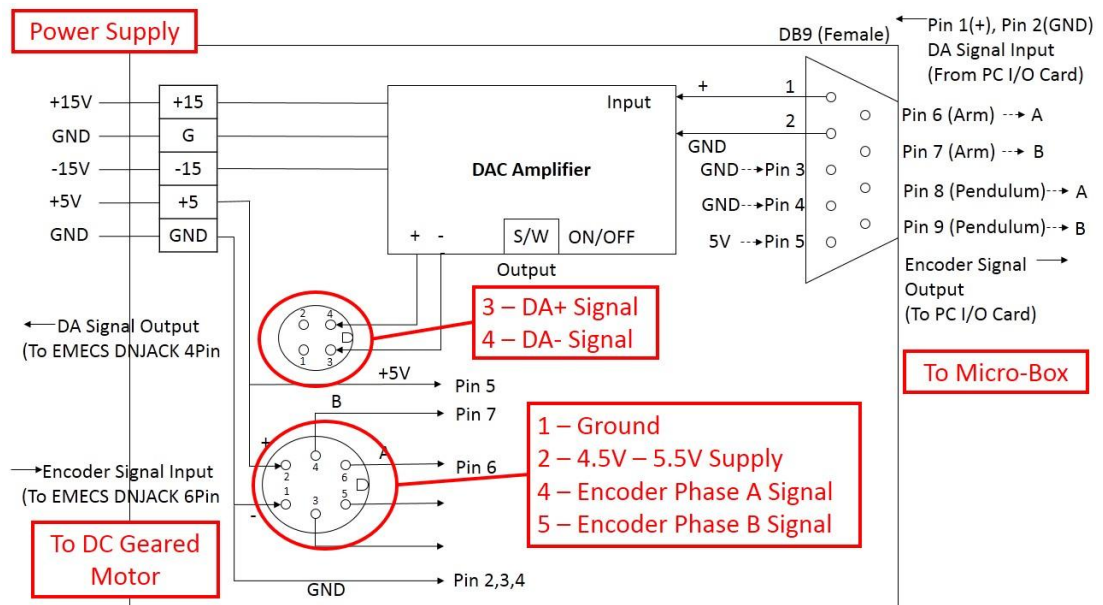 Power Supply
DB9 (Female)
Pin 1(+), Pin 2(GND)
DA Signal Input
(From PC I/O Card)
+15V
+15
GND
G
-15V
-15
+5V
+5
GND
GND
Input
DAC Amplifier
+ -
S/W
ON/OFF
Output
+
1
2
GND
GND
Pin 3
GND
Pin 4
5V
Pin 5
Pin 6 (Arm)
A
Pin 7 (Arm)
B
Pin 8 (Pendulum)
A
Pin 9 (Pendulum)
B
Encoder Signal
Output
(To PC I/O Card)
To Micro-Box
DA Signal Output
(To EMECS DNJACK 4Pin
2 4
1 3
3 – DA+ Signal
4 – DA- Signal
+5V
Pin 5
B
Pin 7
A
Pin 6
Encoder Signal Input
(To EMECS DNJACK 6Pin
+
-
2 4 6
1 3 5
1 – Ground
2 – 4.5V – 5.5V Supply
4 – Encoder Phase A Signal
5 – Encoder Phase B Signal
To DC Geared
Motor
GND
Pin 2,3,4